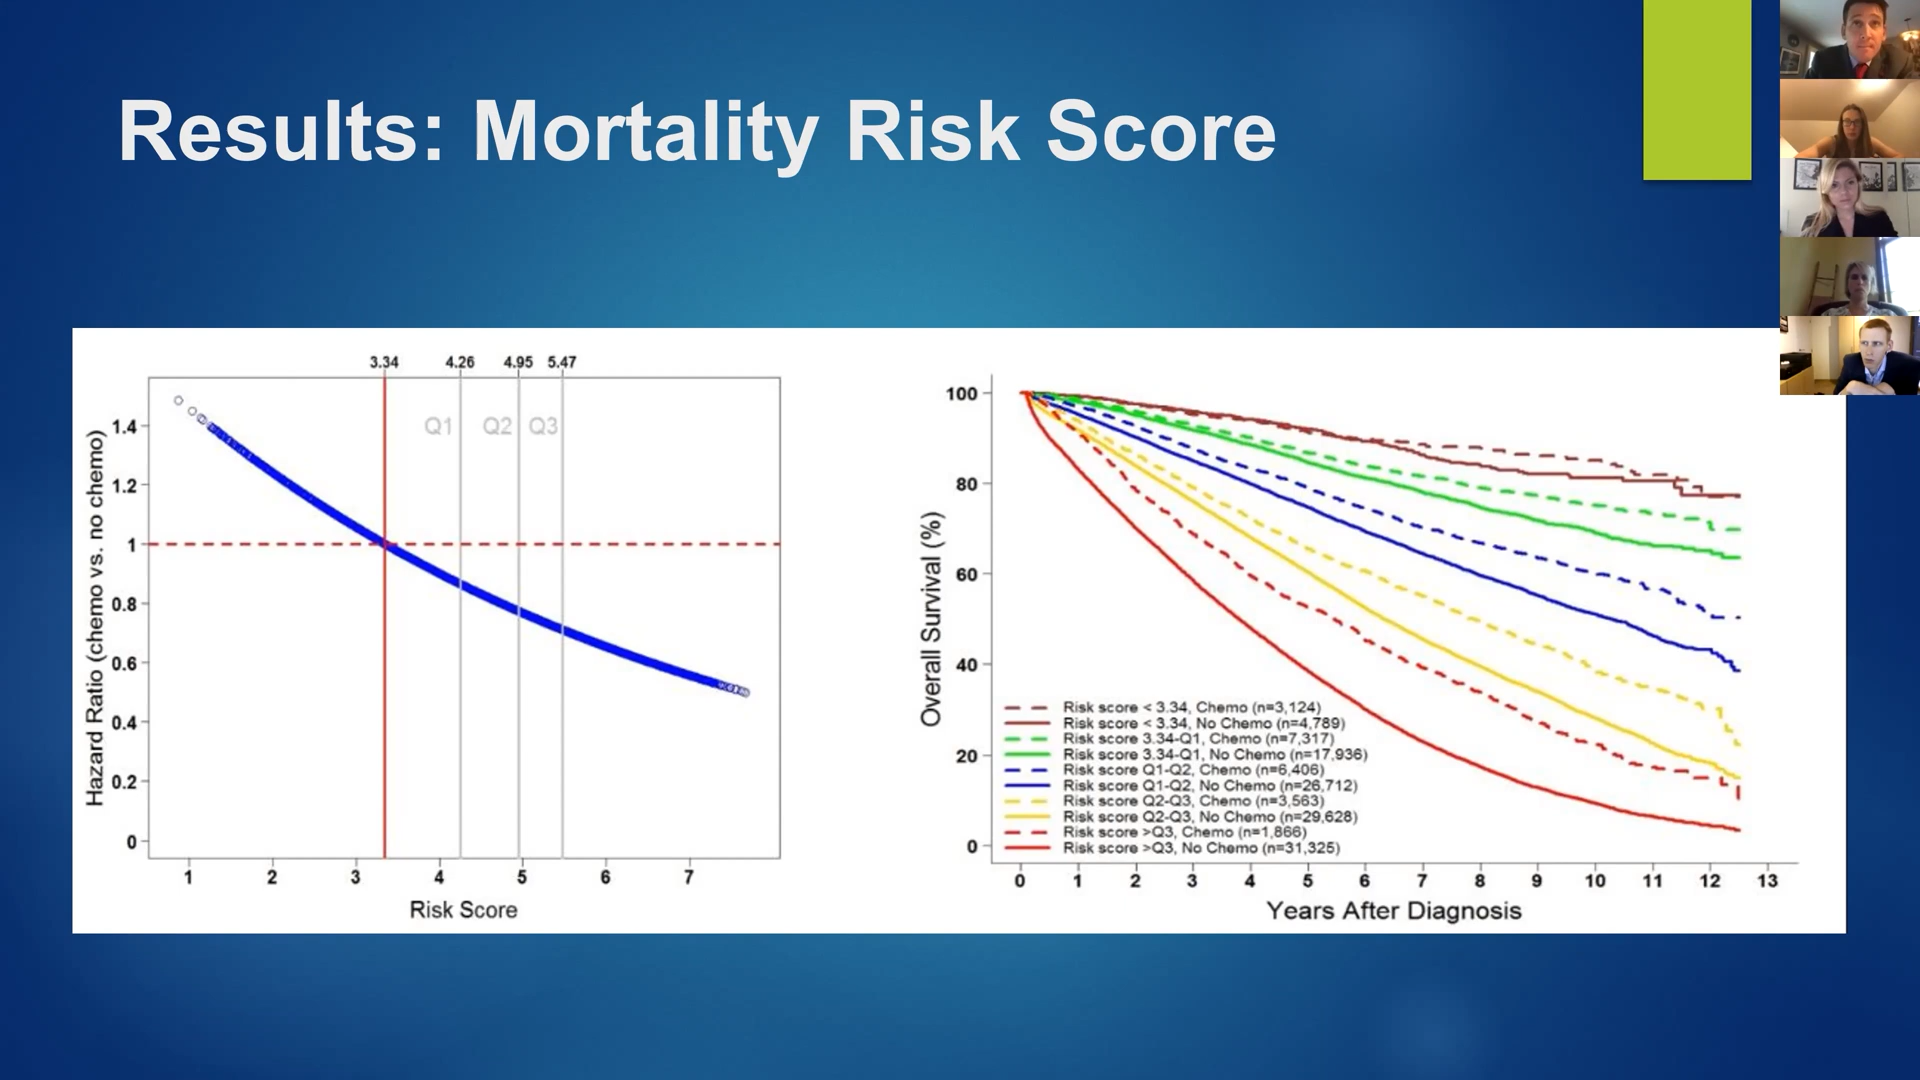 Results: Mortality Risk Score
3.34 4.26 4.95 5.47
Q1 Q2 Q3
Hazard Ratio (chemo vs. no chemo)
1.4
1.2
1
0.8
0.6
0.4
0.2
0
1 2 3 4 5 6 7
Risk Score
Overall Survival (%)
100
80
60
40
20
0
Risk score < 3.34, Chemo (n=3,124)
Risk score < 3.34, No Chemo (n=4,789)
Risk score 3.34-Q1, Chemo (n=7,317)
Risk score 3.34-Q1, No Chemo (n=17,936)
Risk score Q1-Q2, Chemo (n=6,406)
Risk score Q1-Q2, No Chemo (n=26,712)
Risk score Q2-Q3, Chemo (n=3,563)
Risk score Q2-Q3, No Chemo (n=29,628)
Risk score >Q3, Chemo (n=1,866)
Risk score >Q3, No Chemo (n=31,325)
0 1 2 3 4 5 6 7 8 9 10 11 12 13
Years After Diagnosis